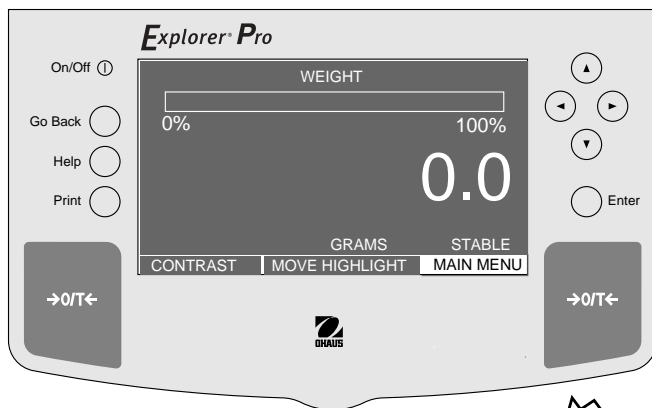 Explorer® Pro
On/Off
WEIGHT
Go Back
0% 100%
Help
0.0
Print
Enter
GRAMS STABLE
CONTRAST MOVE HIGHLIGHT MAIN MENU
→0/T← →0/T←
OHAUS